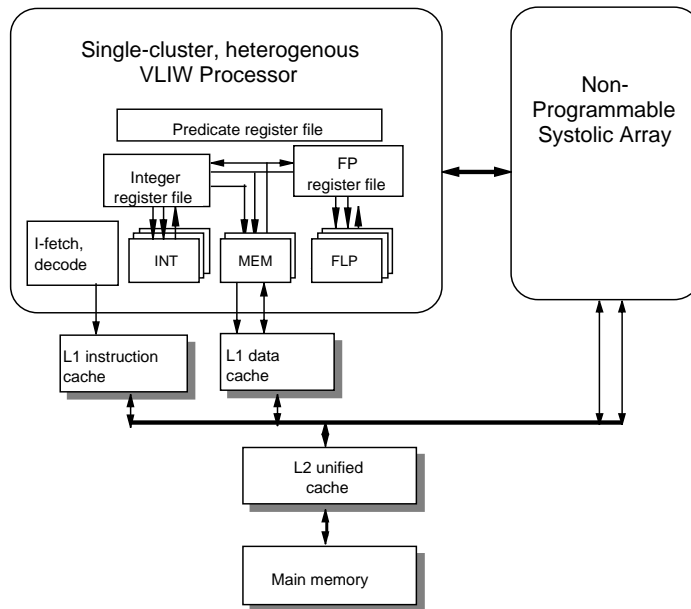 Single-cluster, heterogenous
VLIW Processor
Non-
Programmable
Systolic Array
Predicate register file
Integer
register file
FP
register file
I-fetch,
decode
INT
MEM
FLP
L1 instruction
cache
L1 data
cache
L2 unified
cache
Main memory